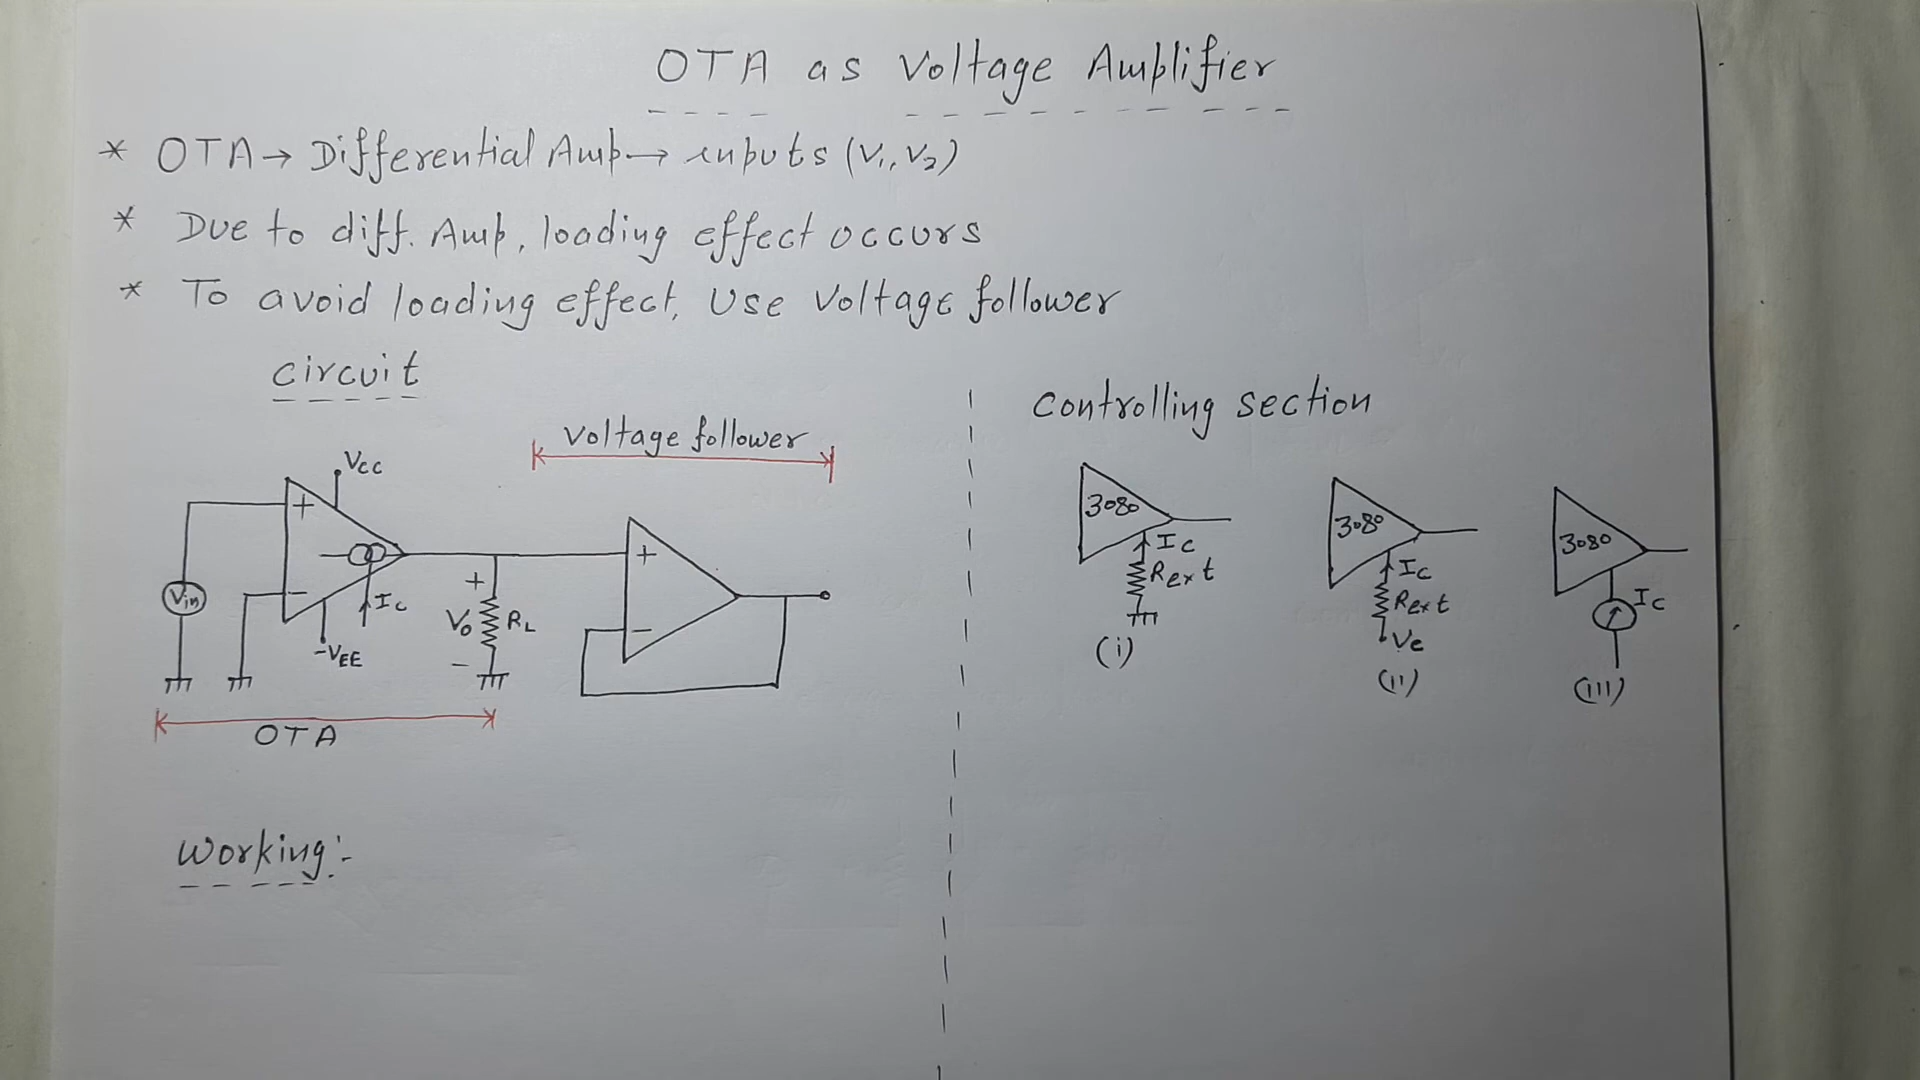 OTA as Voltage Amplifier
* OTA → Differential Amp → inputs (V₁, V₂)
* Due to diff. Amp, loading effect occurs
* To avoid loading effect, Use Voltage follower
Circuit
Controlling section
Voltage follower
Vcc
+
Vin
-
Ic
-VEE
+
Vo
-
RL
+
-
OTA
3080
Ic
Rext
(i)
3080
Ic
Rext
Vc
(ii)
3080
Ic
(iii)
Working:-